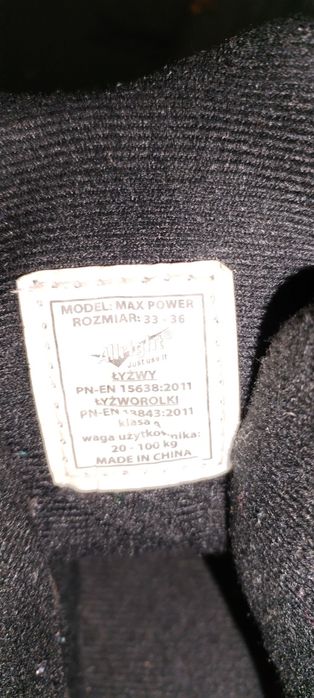 MODEL: MAX POWER
ROZMIAR: 33 - 36
Just use it
ŁYŻWY
PN-EN 15638:2011
ŁYŻWOROLKI
PN-EN 13843:2011
klasa
waga użytkownika:
20 - 100 kg
MADE IN CHINA